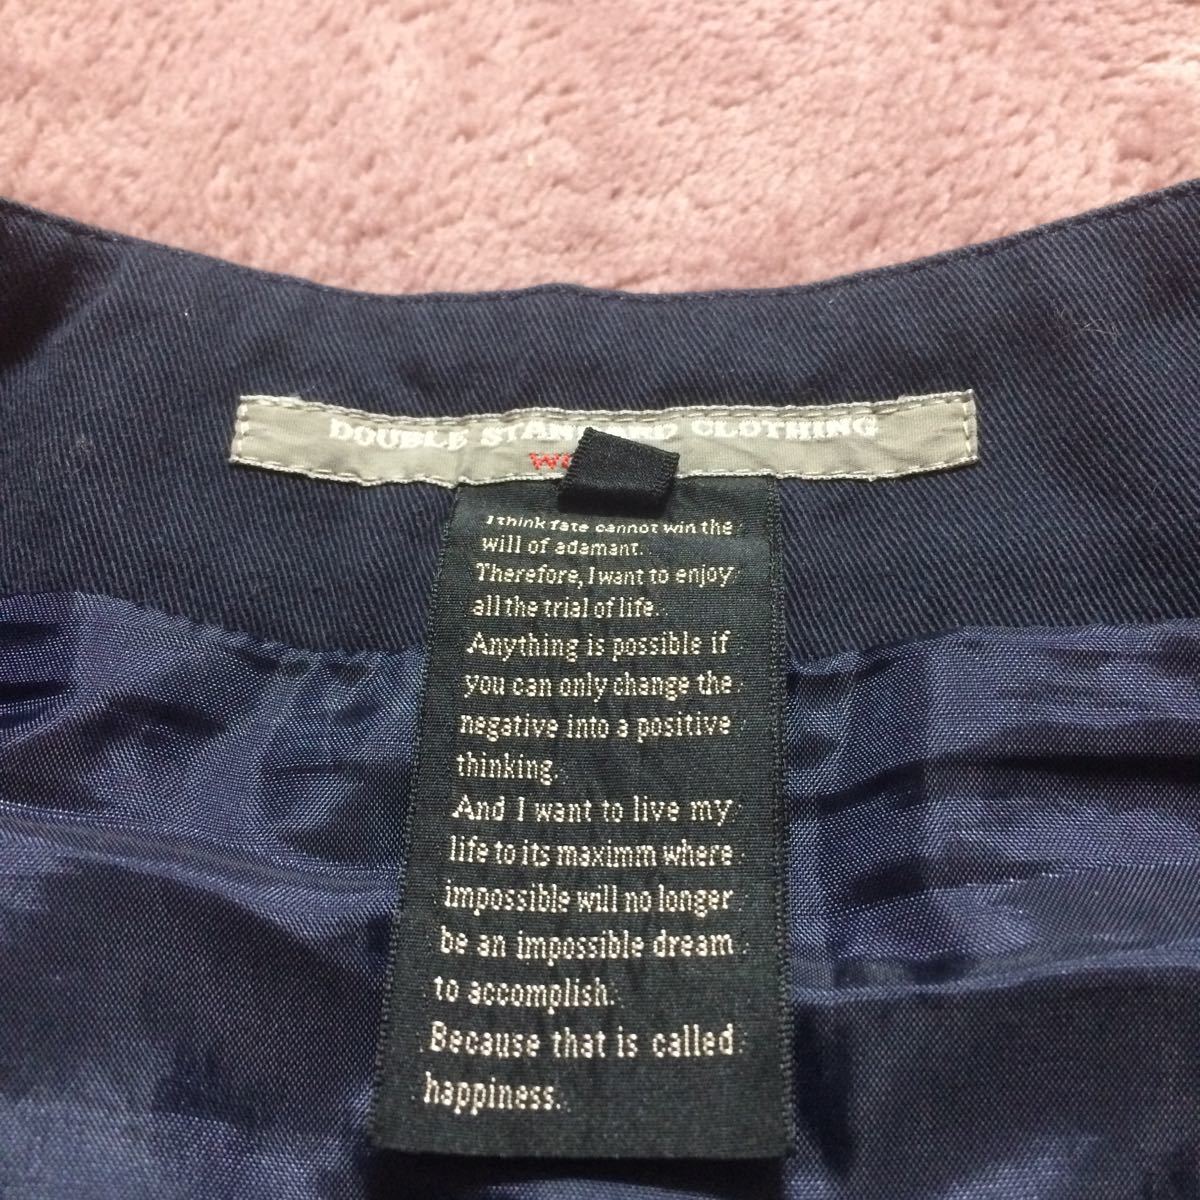 DOUBLE STANDARD CLOTHING
I think fate cannot win the
will of adamant.
Therefore, I want to enjoy
all the trial of life.
Anything is possible if
you can only change the
negative into a positive
thinking.
And I want to live my
life to its maximm where
impossible will no longer
be an impossible dream
to accomplish.
Because that is called
happiness.